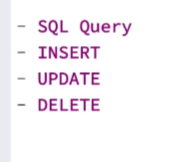 - SQL Query
- INSERT
- UPDATE
- DELETE